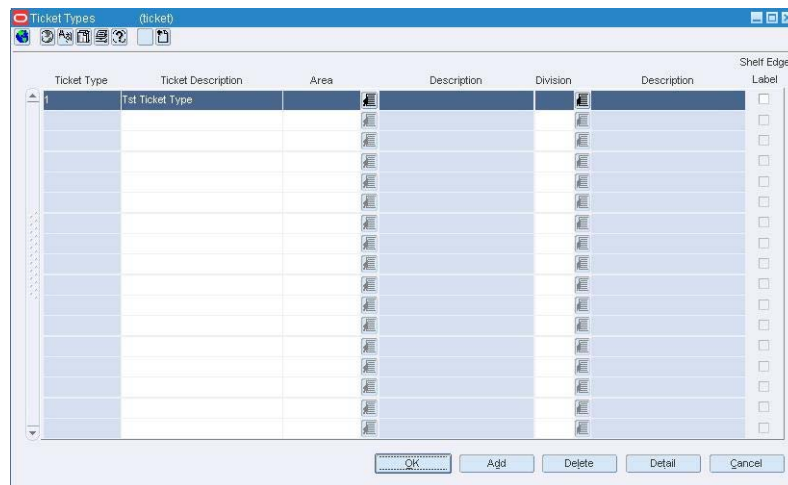 Ticket Types (ticket)
Shelf Edge
Ticket Type Ticket Description Area Description Division Description Label
1 Tst Ticket Type
OK Add Delete Detail Cancel